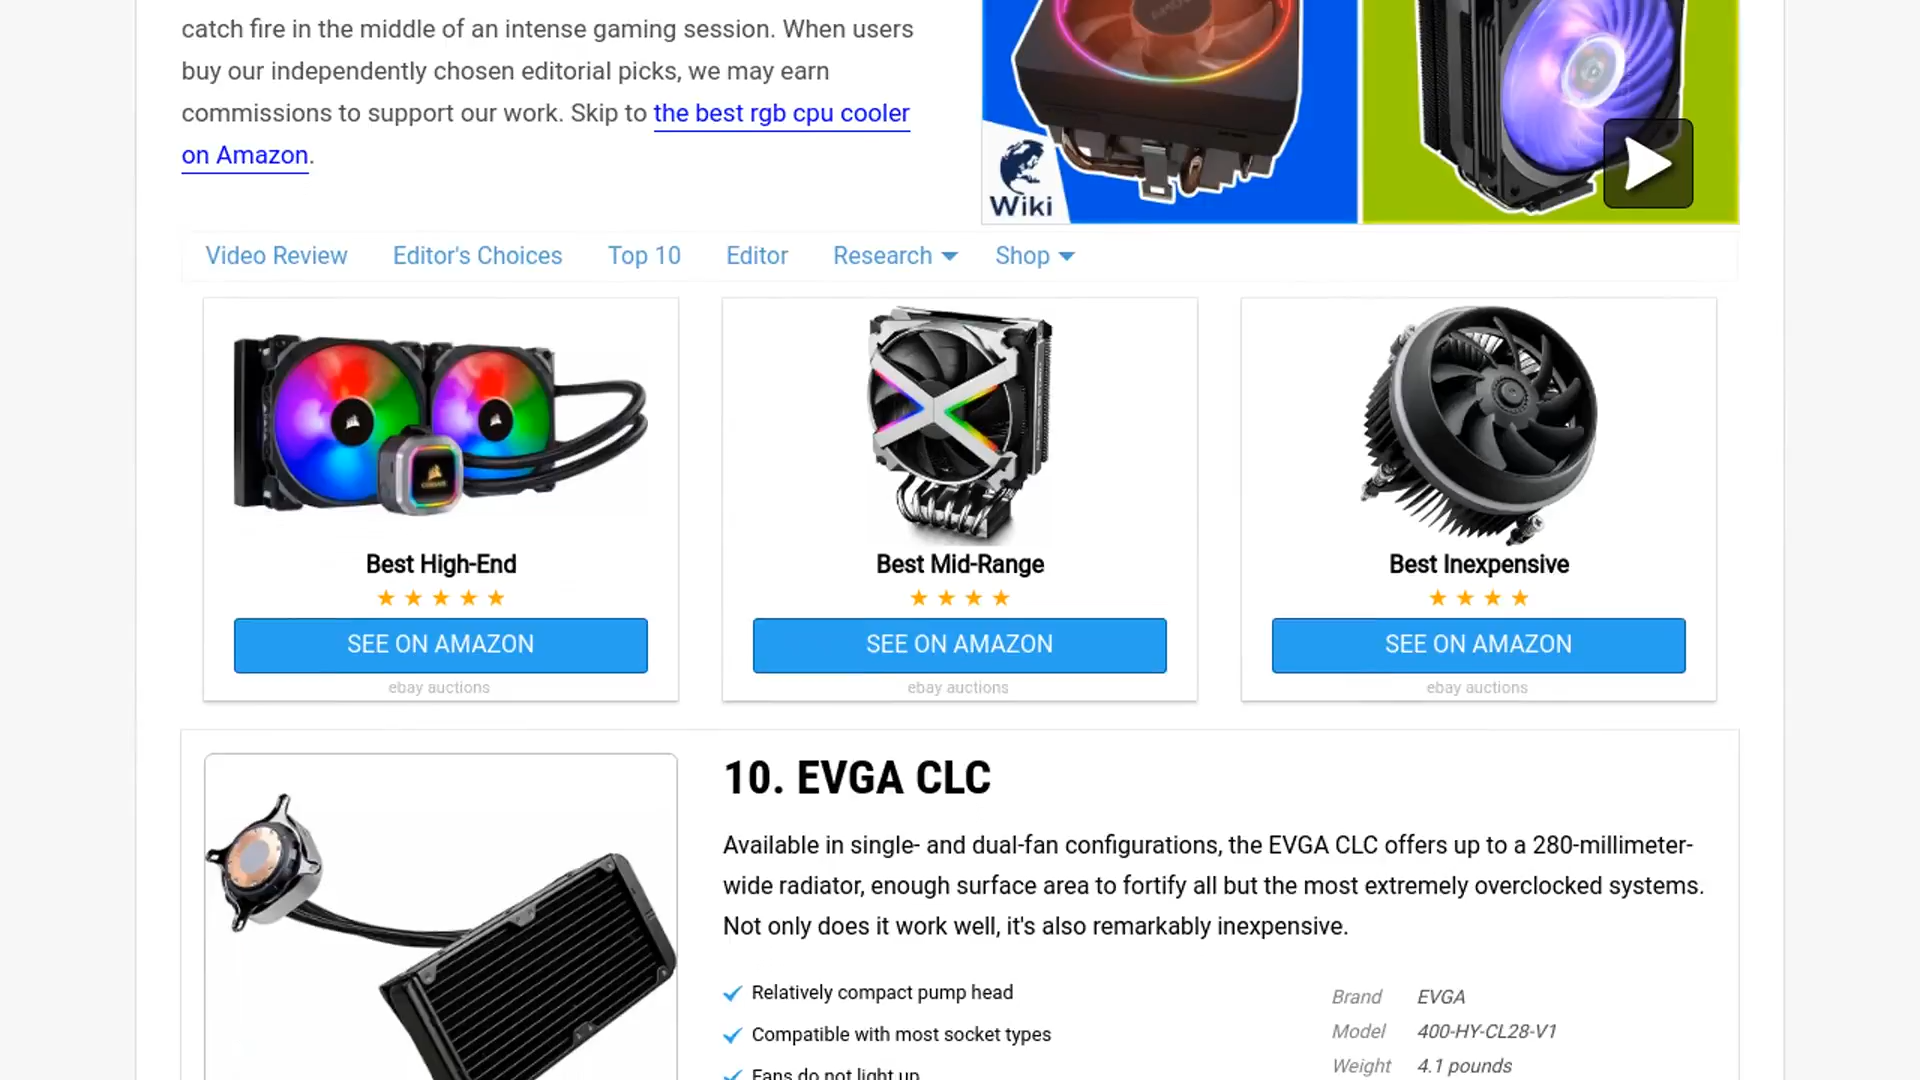 catch fire in the middle of an intense gaming session. When users
buy our independently chosen editorial picks, we may earn
commissions to support our work. Skip to the best rgb cpu cooler
on Amazon.
Wiki
Video Review Editor's Choices Top 10 Editor Research Shop
Best High-End
SEE ON AMAZON
ebay auctions
Best Mid-Range
SEE ON AMAZON
ebay auctions
Best Inexpensive
SEE ON AMAZON
ebay auctions
10. EVGA CLC
Available in single- and dual-fan configurations, the EVGA CLC offers up to a 280-millimeter-
wide radiator, enough surface area to fortify all but the most extremely overclocked systems.
Not only does it work well, it's also remarkably inexpensive.
Relatively compact pump head
Compatible with most socket types
Fans do not light up
Brand EVGA
Model 400-HY-CL28-V1
Weight 4.1 pounds